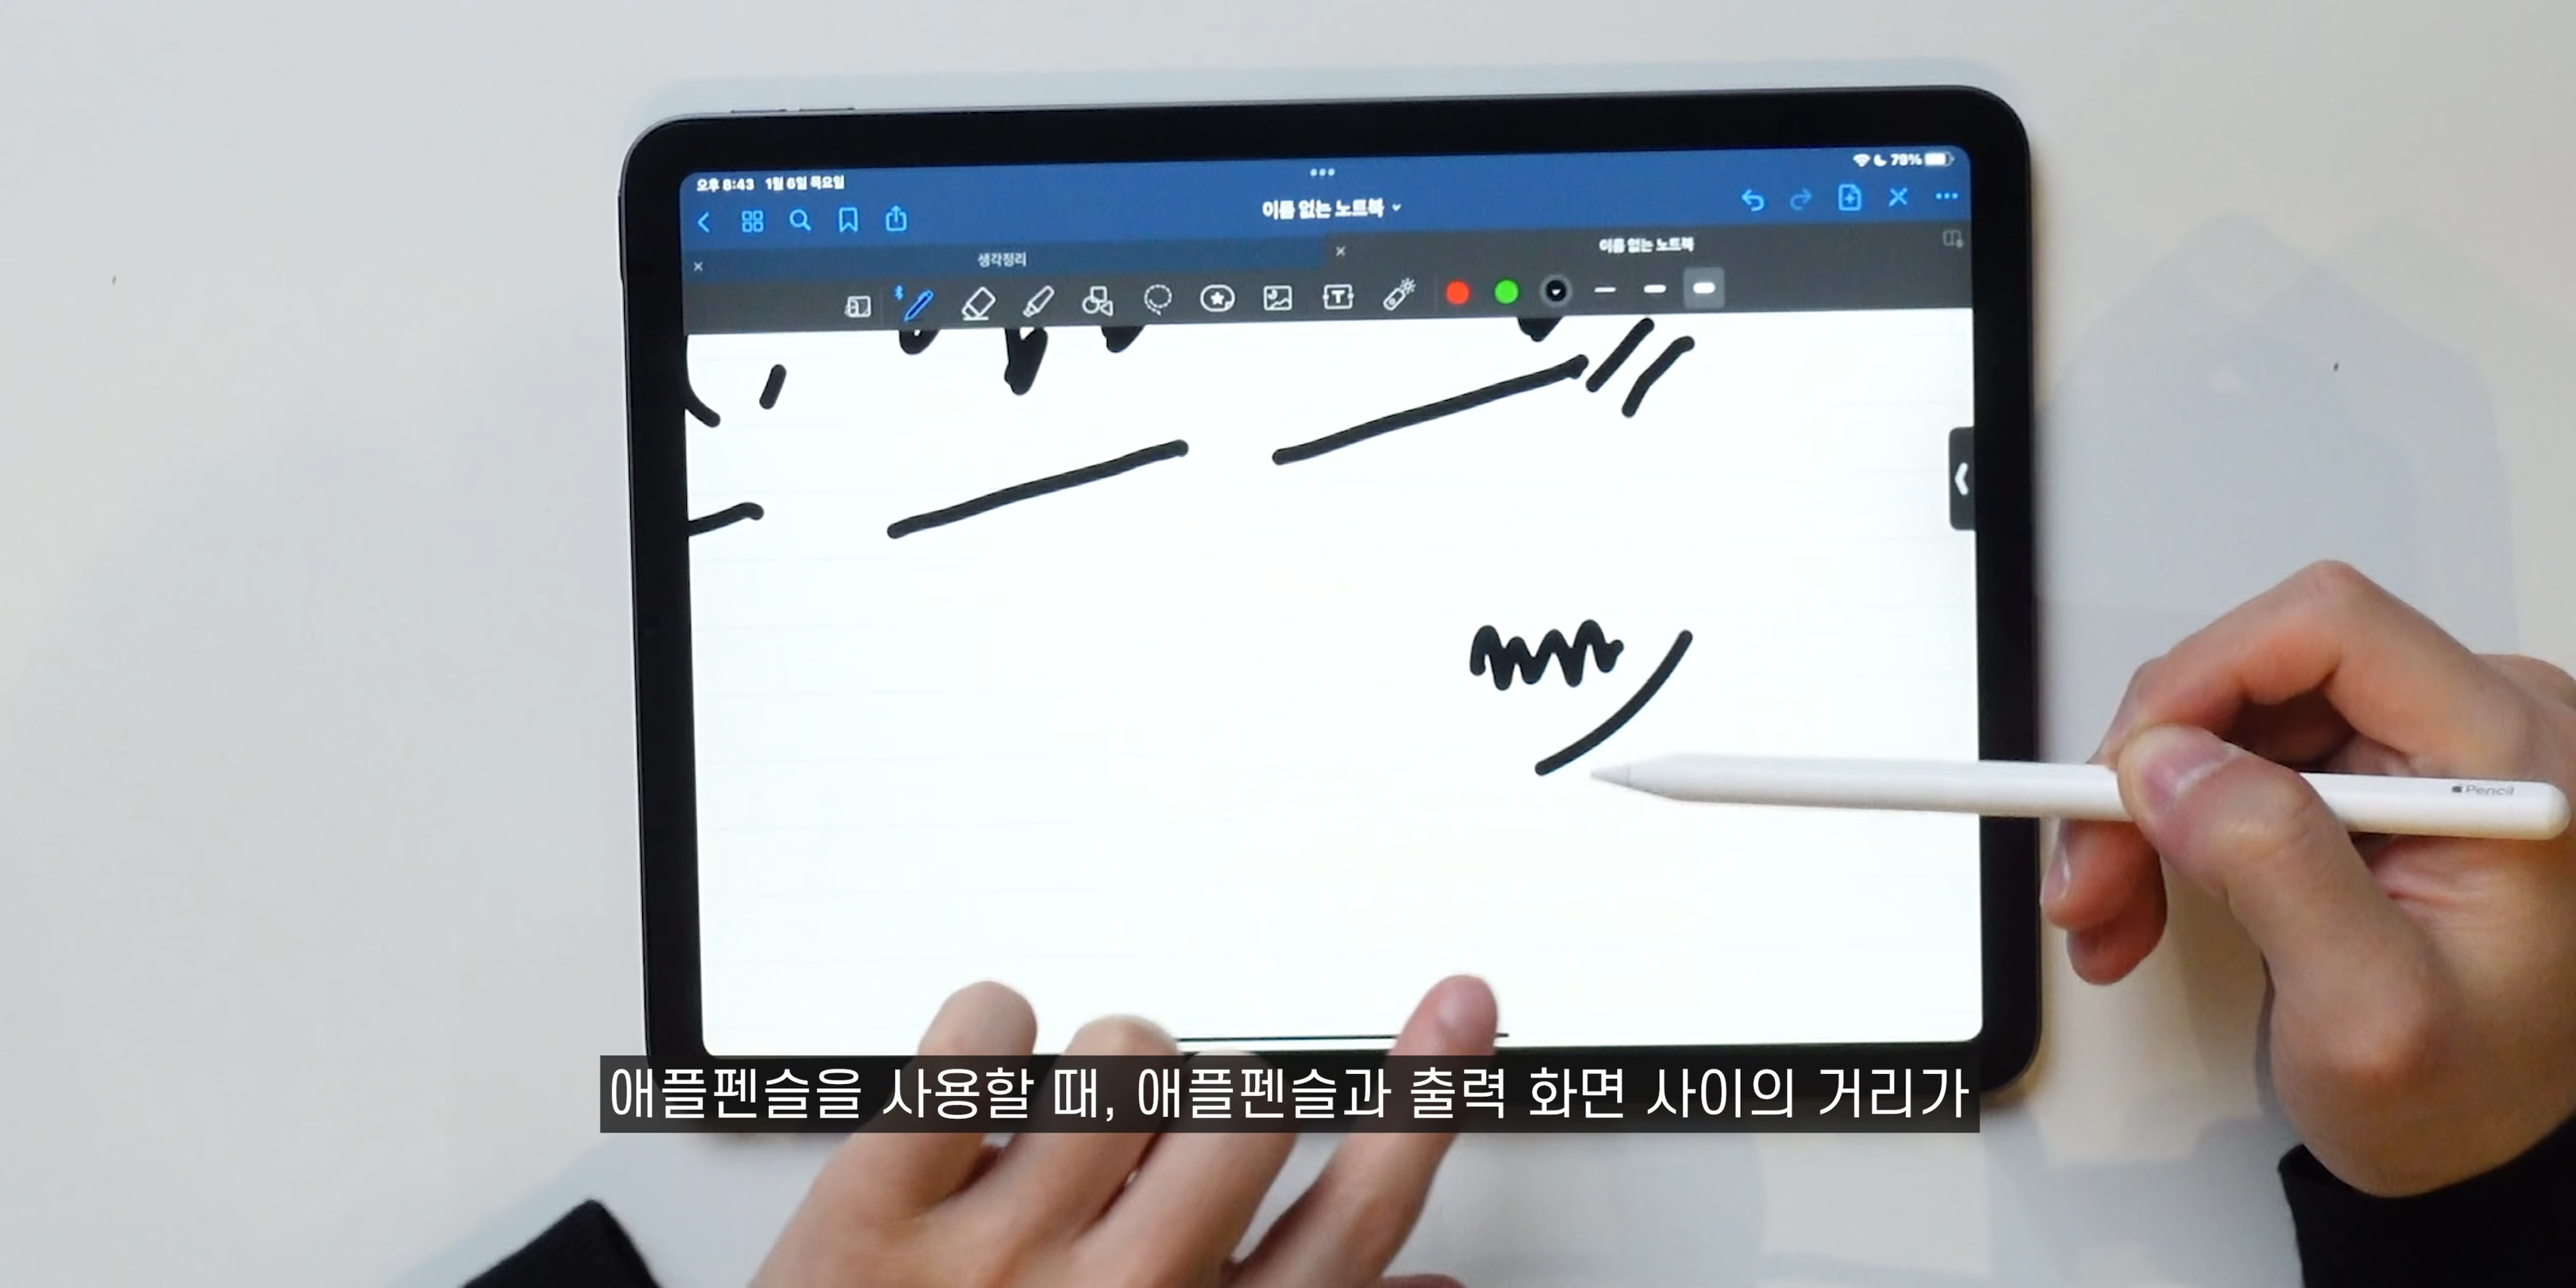 오후 8:43 1월 6일 목요일
79%
이름 없는 노트북
생각정리
이름 없는 노트북
T
Pencil
애플펜슬을 사용할 때, 애플펜슬과 출력 화면 사이의 거리가